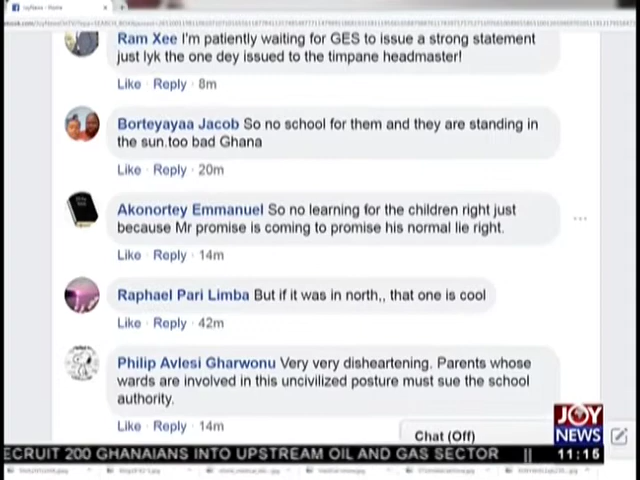 JoyNews - Home
Ram Xee I'm patiently waiting for GES to issue a strong statement
just lyk the one dey issued to the timpane headmaster!
Like · Reply · 8m
Borteyayaa Jacob So no school for them and they are standing in
the sun.too bad Ghana
Like · Reply · 20m
Akonortey Emmanuel So no learning for the children right just
because Mr promise is coming to promise his normal lie right.
Like · Reply · 14m
Raphael Pari Limba But if it was in north,, that one is cool
Like · Reply · 42m
Philip Avlesi Gharwonu Very very disheartening. Parents whose
wards are involved in this uncivilized posture must sue the school
authority.
Like · Reply · 14m
Chat (Off)
JOY
NEWS
11:15
ECRUIT 200 GHANAIANS INTO UPSTREAM OIL AND GAS SECTOR ||